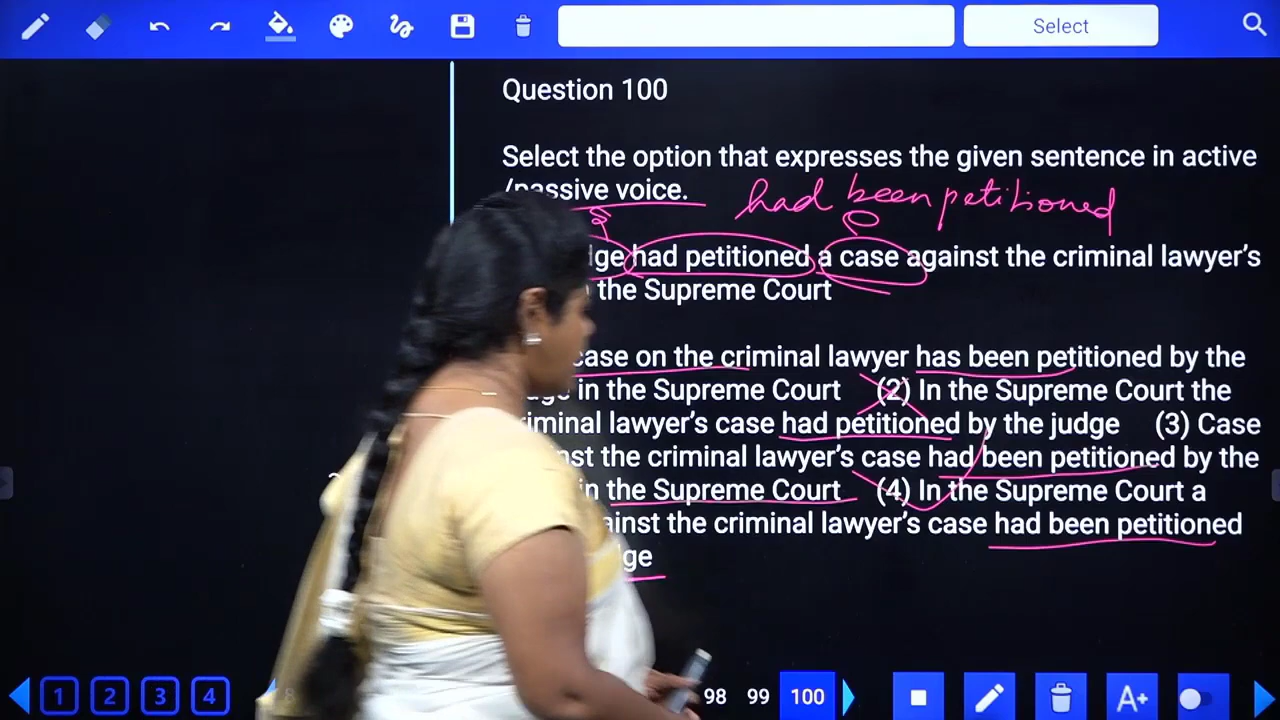 Select
Question 100
Select the option that expresses the given sentence in active
/passive voice.
had been petitioned
S
O
had petitioned a case against the criminal lawyer's
the Supreme Court
case on the criminal lawyer has been petitioned by the
in the Supreme Court (2) In the Supreme Court the
criminal lawyer's case had petitioned by the judge (3) Case
the criminal lawyer's case had been petitioned by the
in the Supreme Court (4) In the Supreme Court a
against the criminal lawyer's case had been petitioned
1 2 3 4 98 99 100 A+